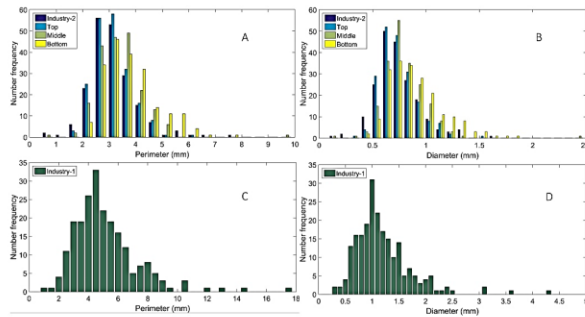 Industry-2
Top
Middle
Bottom
A
Number frequency
60
50
40
30
20
10
0
0 1 2 3 4 5 6 7 8 9 10
Perimeter (mm)
Industry-2
Top
Middle
Bottom
B
Number frequency
60
50
40
30
20
10
0
0 0.5 1 1.5 2
Diameter (mm)
Industry-1
C
Number frequency
35
30
25
20
15
10
5
0
0 2 4 6 8 10 12 14 16 18
Perimeter (mm)
Industry-1
D
Number frequency
35
30
25
20
15
10
5
0
0 0.5 1 1.5 2 2.5 3 3.5 4 4.5 5
Diameter (mm)